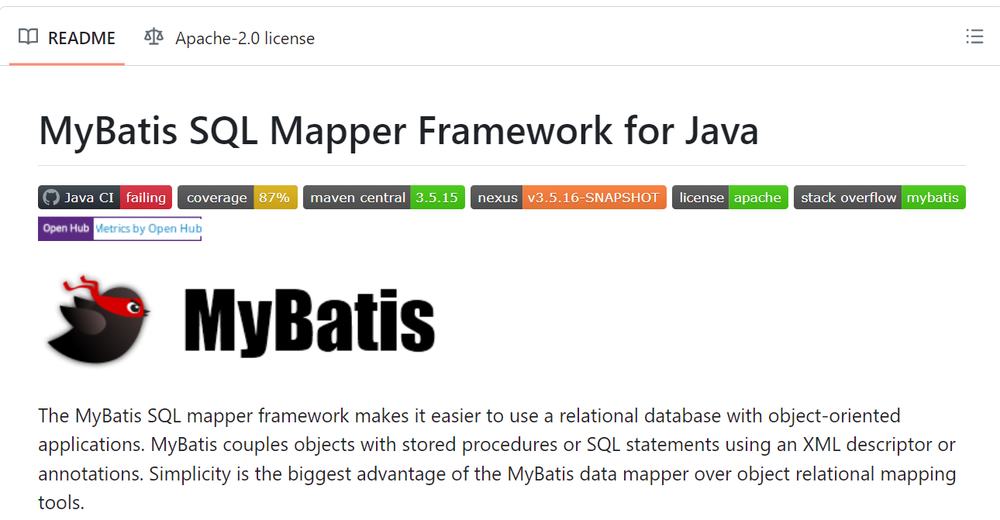 README Apache-2.0 license
MyBatis SQL Mapper Framework for Java
Java CI failing coverage 87% maven central 3.5.15 nexus v3.5.16-SNAPSHOT license apache stack overflow mybatis
Open Hub Metrics by Open Hub
MyBatis
The MyBatis SQL mapper framework makes it easier to use a relational database with object-oriented
applications. MyBatis couples objects with stored procedures or SQL statements using an XML descriptor or
annotations. Simplicity is the biggest advantage of the MyBatis data mapper over object relational mapping
tools.